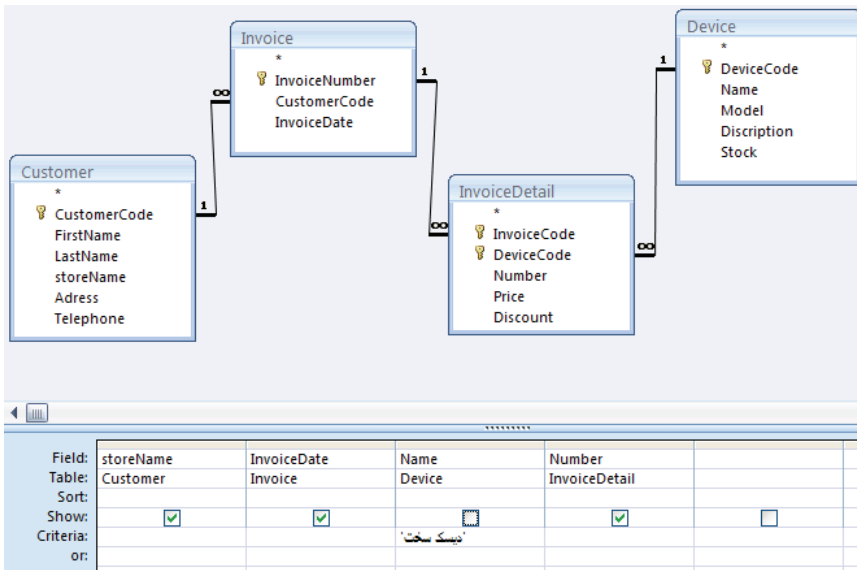 Device
*
DeviceCode
Name
Model
Discription
Stock
Invoice
*
InvoiceNumber
CustomerCode
InvoiceDate
1
1
∞
Customer
*
CustomerCode
FirstName
LastName
storeName
Adress
Telephone
1
InvoiceDetail
*
InvoiceCode
DeviceCode
Number
Price
Discount
∞
∞
Field: storeName InvoiceDate Name Number
Table: Customer Invoice Device InvoiceDetail
Sort:
Show:
Criteria: 'دیسک سخت'
or: